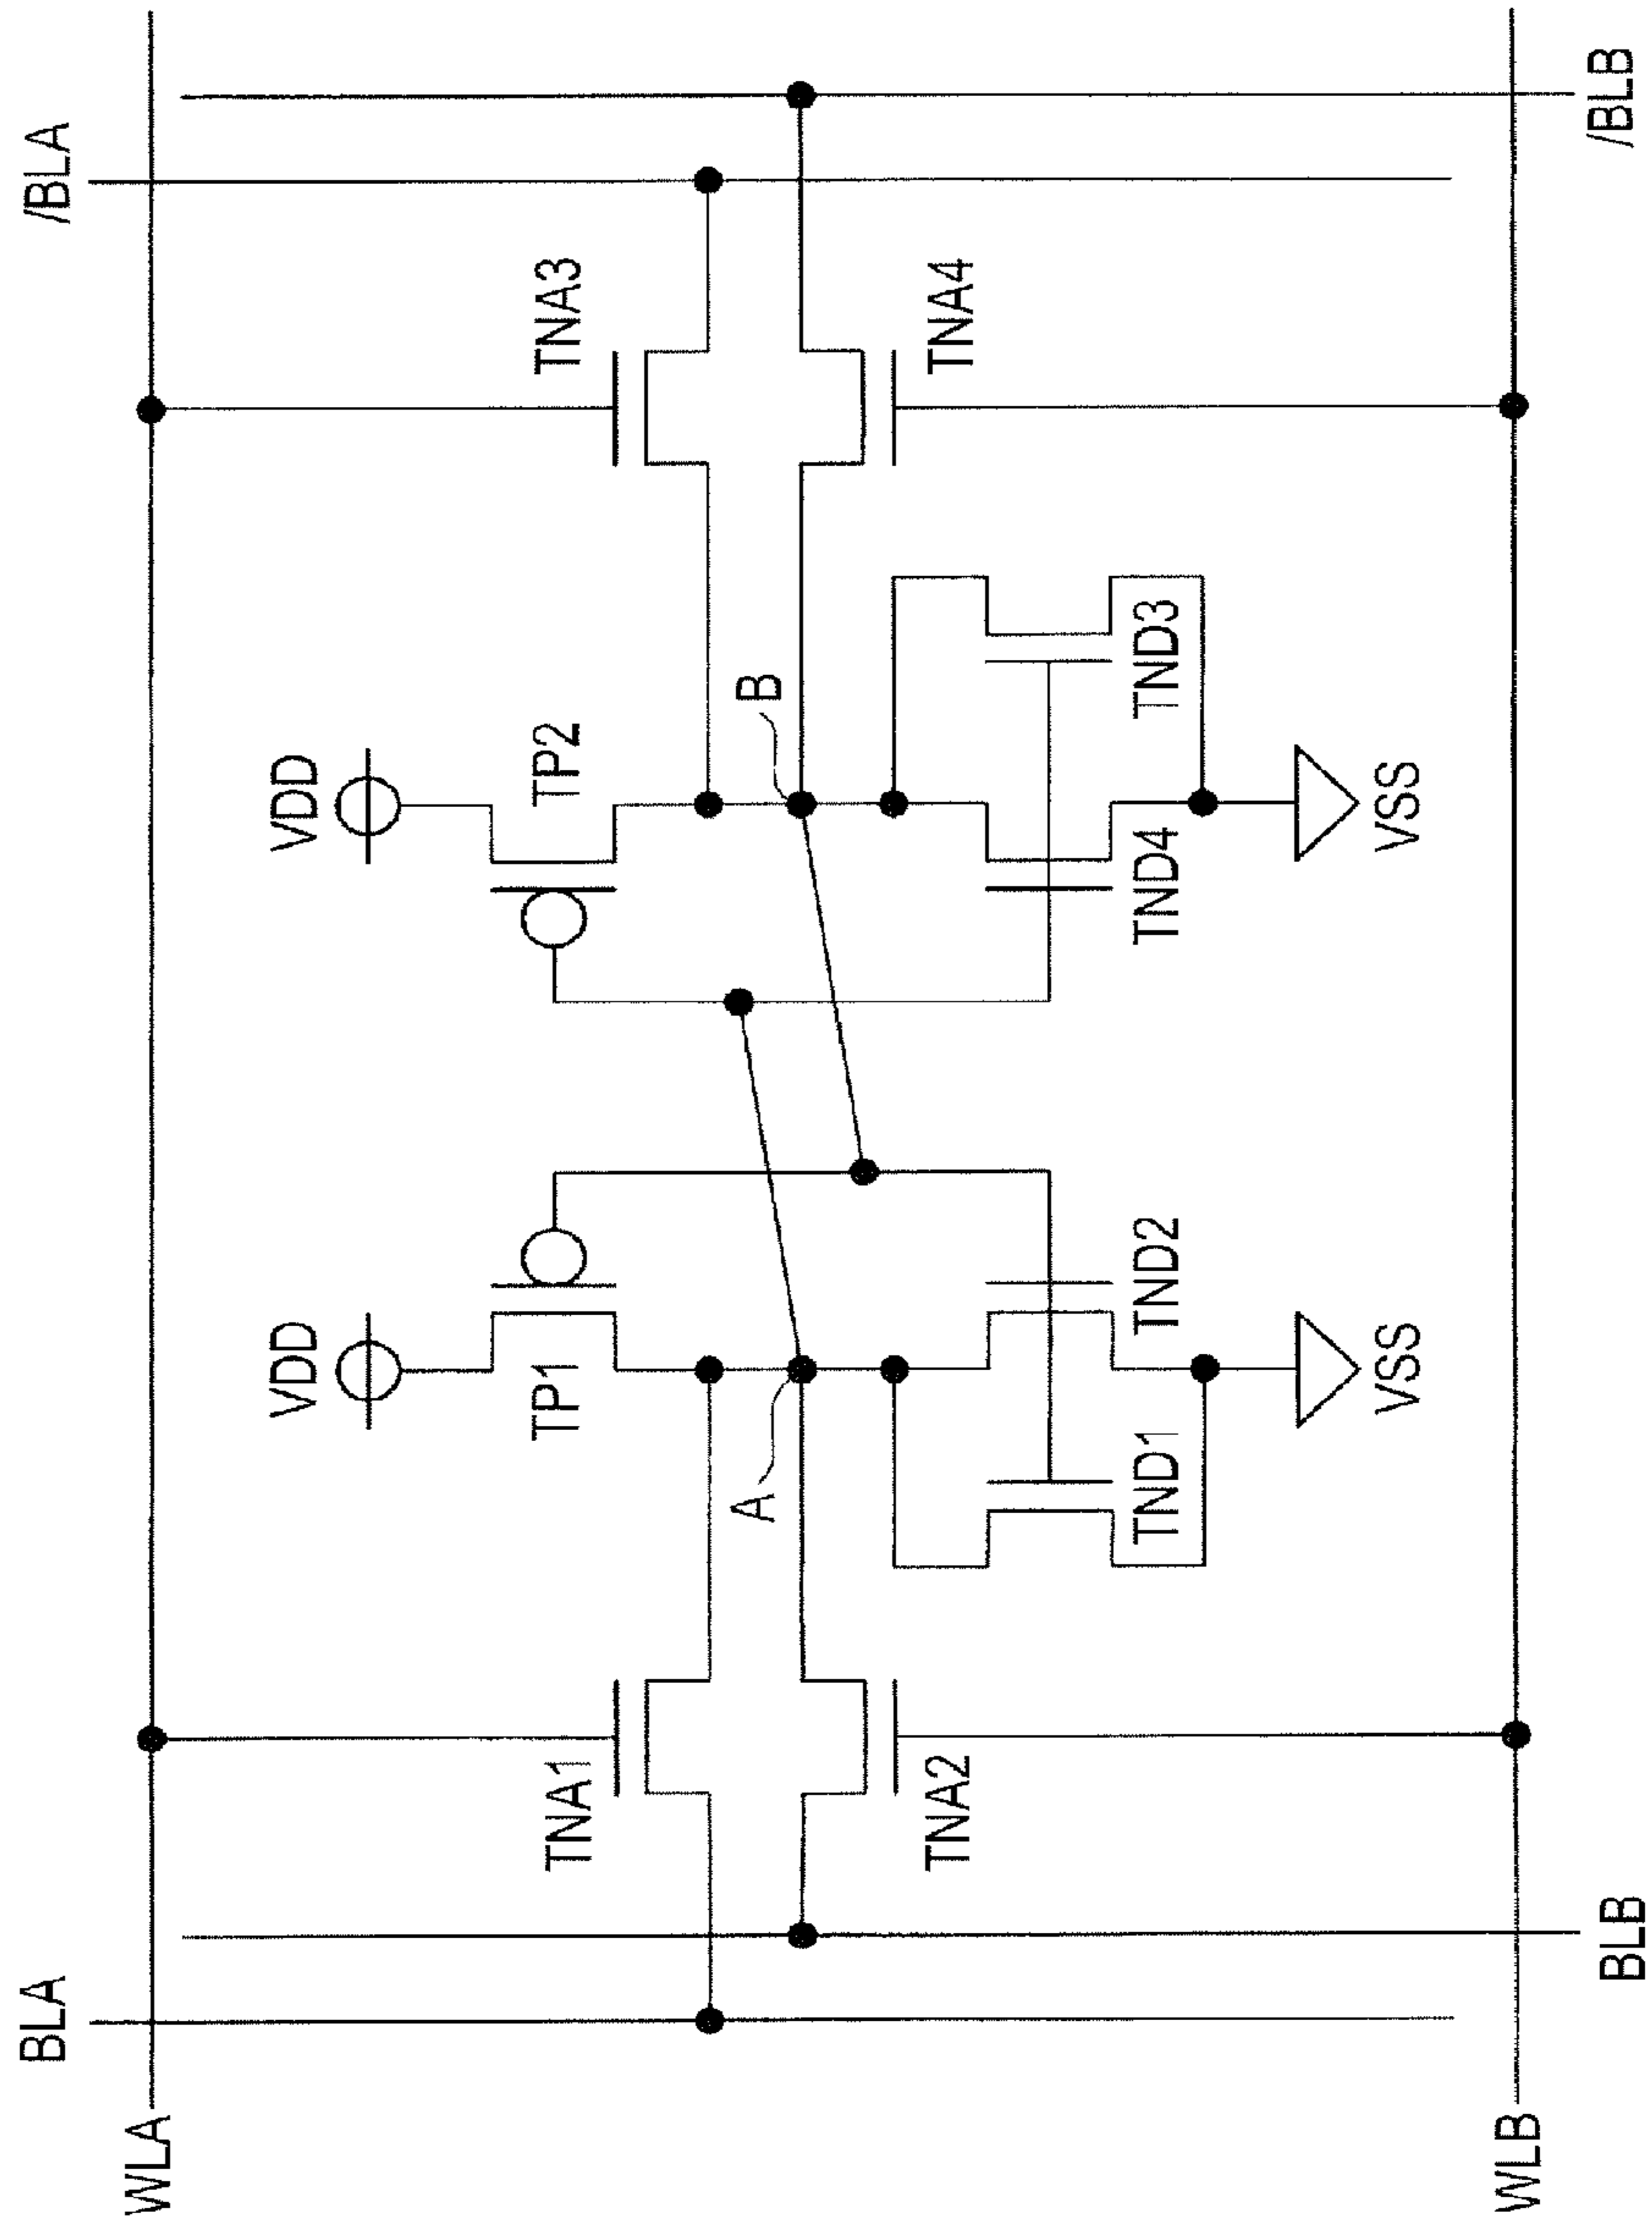 BLA
/BLA
WLA
VDD
VDD
TP1
TP2
TNA1
TNA3
A
B
TNA2
TNA4
TND1
TND2
TND4
TND3
VSS
VSS
WLB
BLB
/BLB